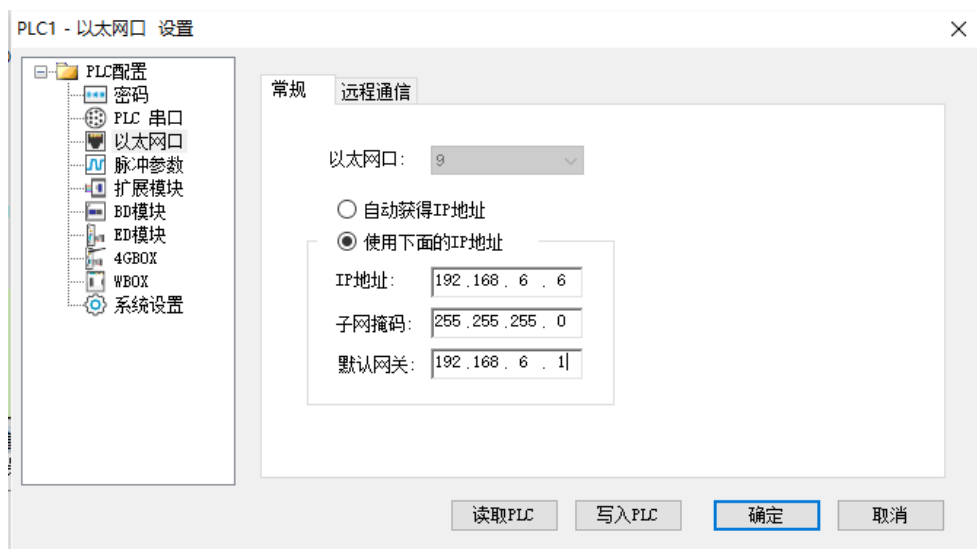 PLC1 - 以太网口 设置
PLC配置
密码
PLC 串口
以太网口
脉冲参数
扩展模块
BD模块
ED模块
4GBOX
WBOX
系统设置
常规
远程通信
以太网口: 9
自动获得IP地址
使用下面的IP地址
IP地址: 192.168.6.6
子网掩码: 255.255.255.0
默认网关: 192.168.6.1
读取PLC 写入PLC 确定 取消